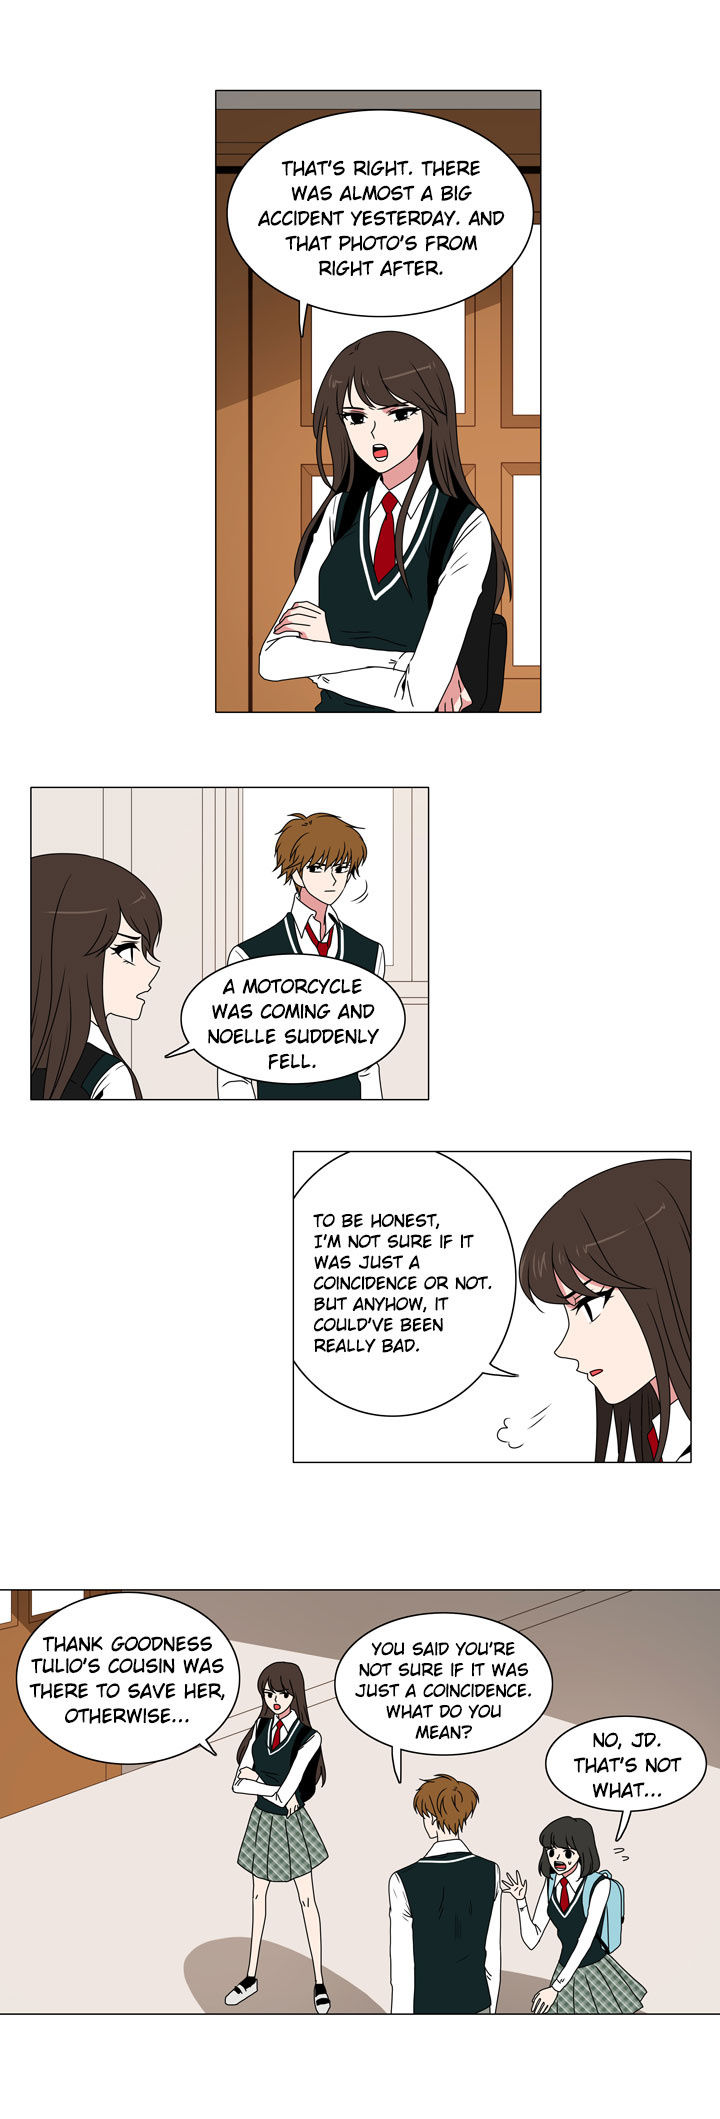 THAT'S RIGHT. THERE
WAS ALMOST A BIG
ACCIDENT YESTERDAY. AND
THAT PHOTO'S FROM
RIGHT AFTER.
A MOTORCYCLE
WAS COMING AND
NOELLE SUDDENLY
FELL.
TO BE HONEST,
I'M NOT SURE IF IT
WAS JUST A
COINCIDENCE OR NOT.
BUT ANYHOW, IT
COULD'VE BEEN
REALLY BAD.
THANK GOODNESS
TULIO'S COUSIN WAS
THERE TO SAVE HER,
OTHERWISE...
YOU SAID YOU'RE
NOT SURE IF IT WAS
JUST A COINCIDENCE.
WHAT DO YOU
MEAN?
NO, JD.
THAT'S NOT
WHAT...